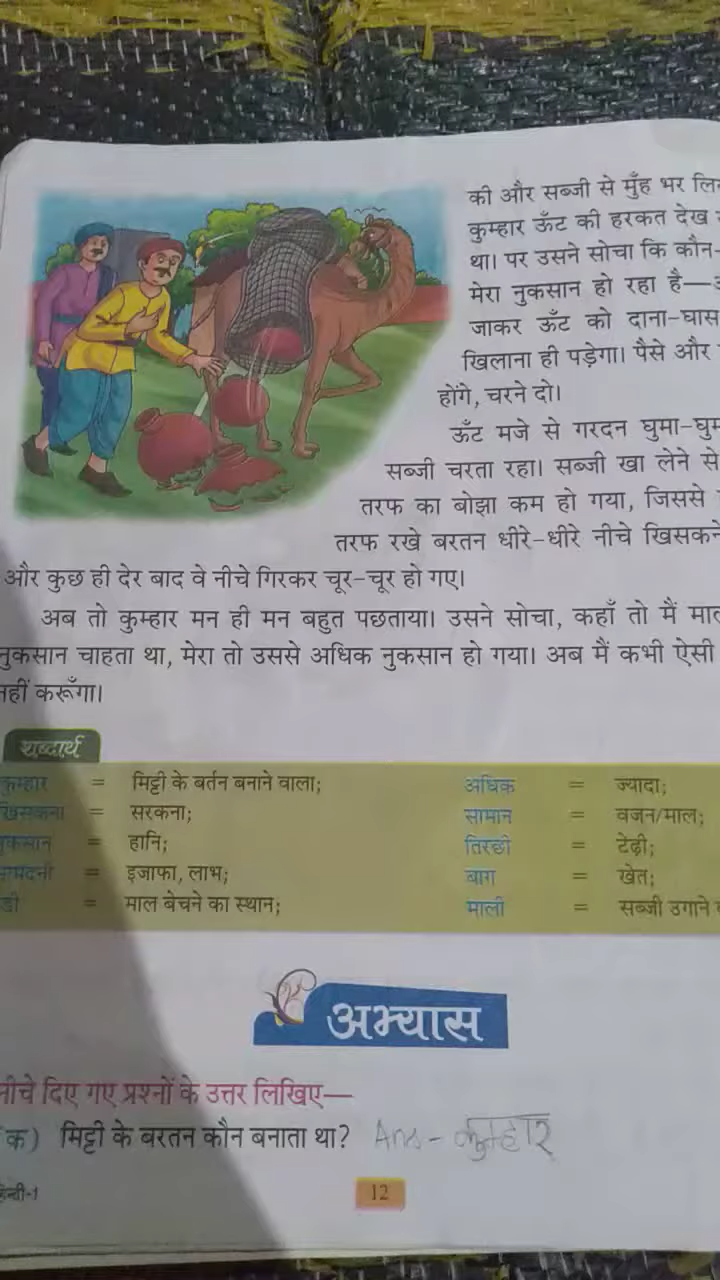 की और सब्जी से मुँह भर
कुम्हार ऊँट की हरकत देख
था। पर उसने सोचा कि कौन-
मेरा नुकसान हो रहा है—
जाकर ऊँट को दाना-घास
खिलाना ही पड़ेगा। पैसे और
होंगे, चरने दो।
ऊँट मजे से गरदन घुमा-घुम
सब्जी चरता रहा। सब्जी खा लेने से
तरफ का बोझा कम हो गया, जिससे
तरफ रखे बरतन धीरे-धीरे नीचे खिसकने
और कुछ ही देर बाद वे नीचे गिरकर चूर-चूर हो गए।
अब तो कुम्हार मन ही मन बहुत पछताया। उसने सोचा, कहाँ तो मैं
नुकसान चाहता था, मेरा तो उससे अधिक नुकसान हो गया। अब मैं कभी ऐसी
नहीं करूँगा।
शब्दार्थ
कुम्हार = मिट्टी के बर्तन बनाने वाला; अधिक = ज्यादा;
खिसकना = सरकना; सामान = वजन/माल;
नुकसान = हानि; तिरछी = टेढ़ी;
= इजाफा, लाभ; बाग = खेत;
= माल बेचने का स्थान; माली = सब्जी उगाने
अभ्यास
नीचे दिए गए प्रश्नों के उत्तर लिखिए—
क) मिट्टी के बरतन कौन बनाता था? Ans - कुम्हार
हिन्दी-1 12